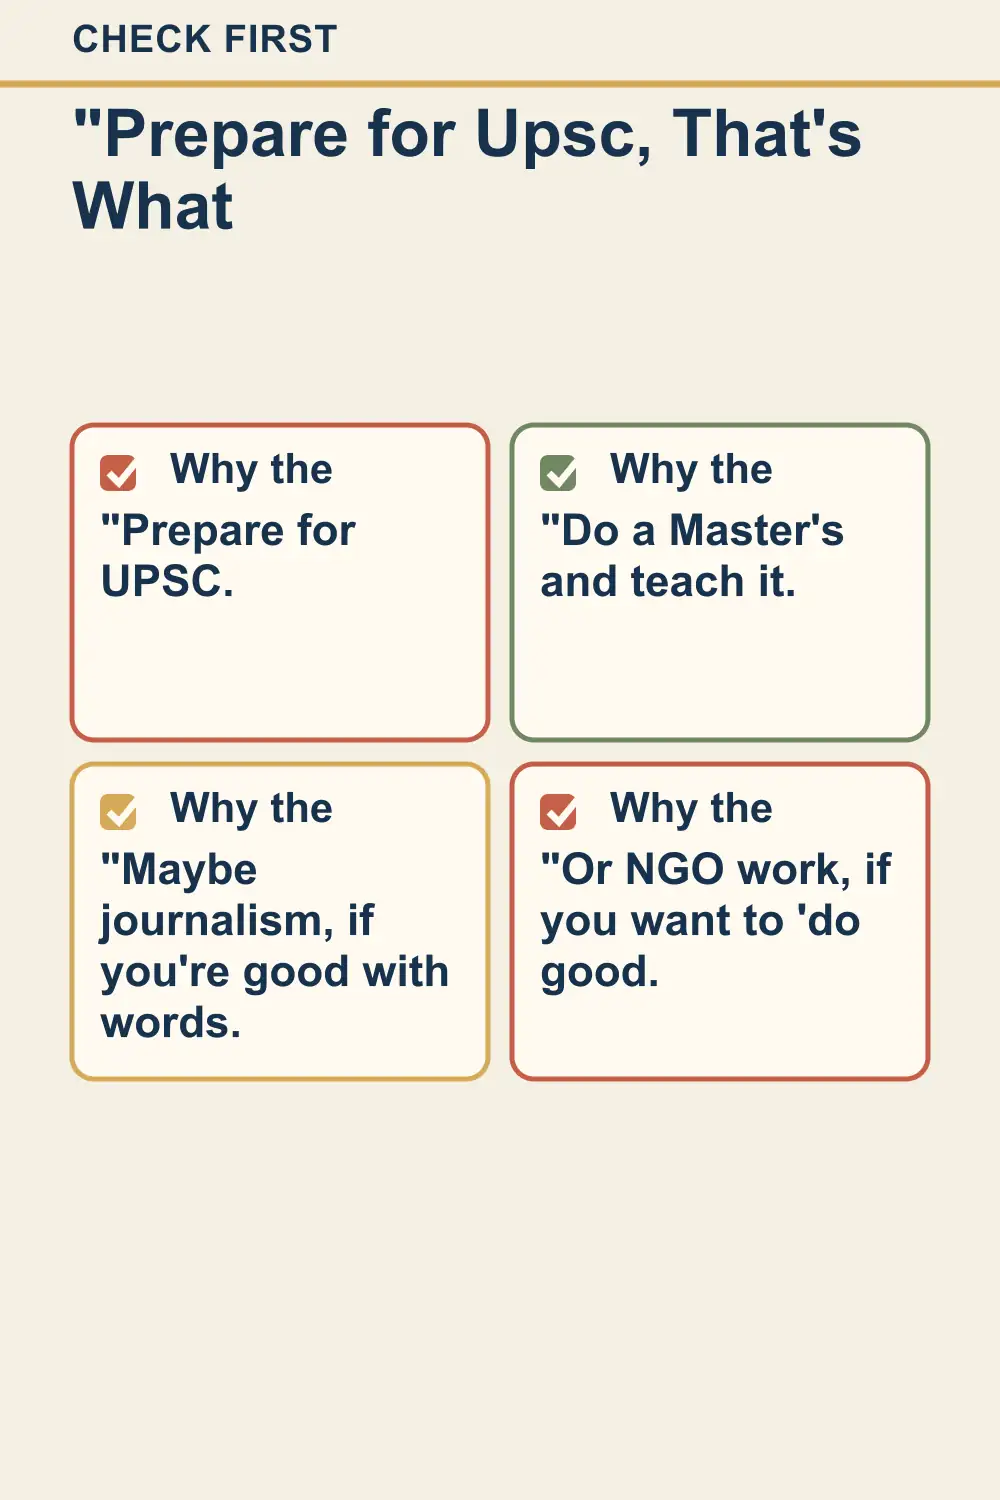 CHECK FIRST
"Prepare for Upsc, That's
What
Why the
"Prepare for
UPSC.
Why the
"Do a Master's
and teach it.
Why the
"Maybe
journalism, if
you're good with
words.
Why the
"Or NGO work, if
you want to 'do
good.